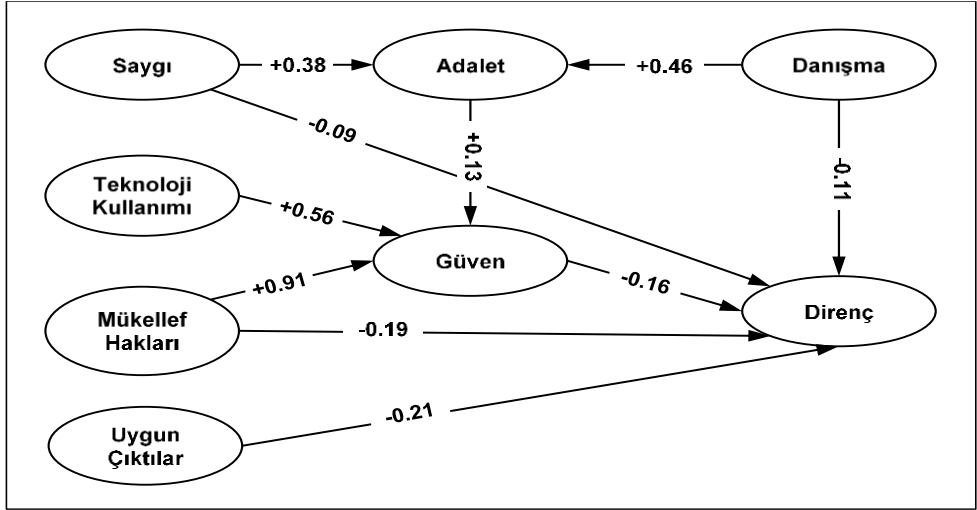 Saygı
+0.38
Adalet
+0.46
Danışma
-0.09
+0.13
-0.11
Teknoloji
Kullanımı
+0.56
Güven
+0.91
-0.16
Mükellef
Hakları
-0.19
Direnç
-0.21
Uygun
Çıktılar